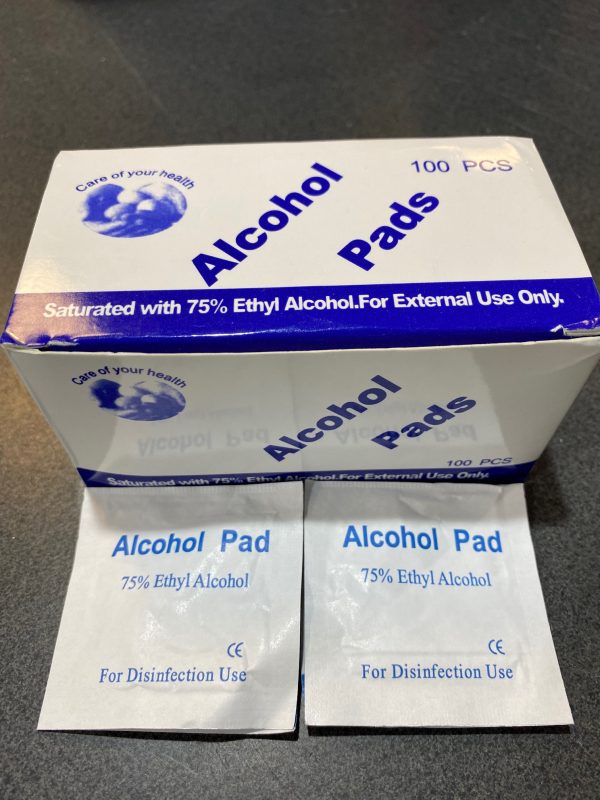 Care of your health
100 PCS
Alcohol
Pads
Saturated with 75% Ethyl Alcohol.For External Use Only.
Care of your health
Alcohol
Pads
100 PCS
Saturated with 75% Ethyl Alcohol.For External Use Only.
Alcohol Pad
75% Ethyl Alcohol
CE
For Disinfection Use
Alcohol Pad
75% Ethyl Alcohol
CE
For Disinfection Use